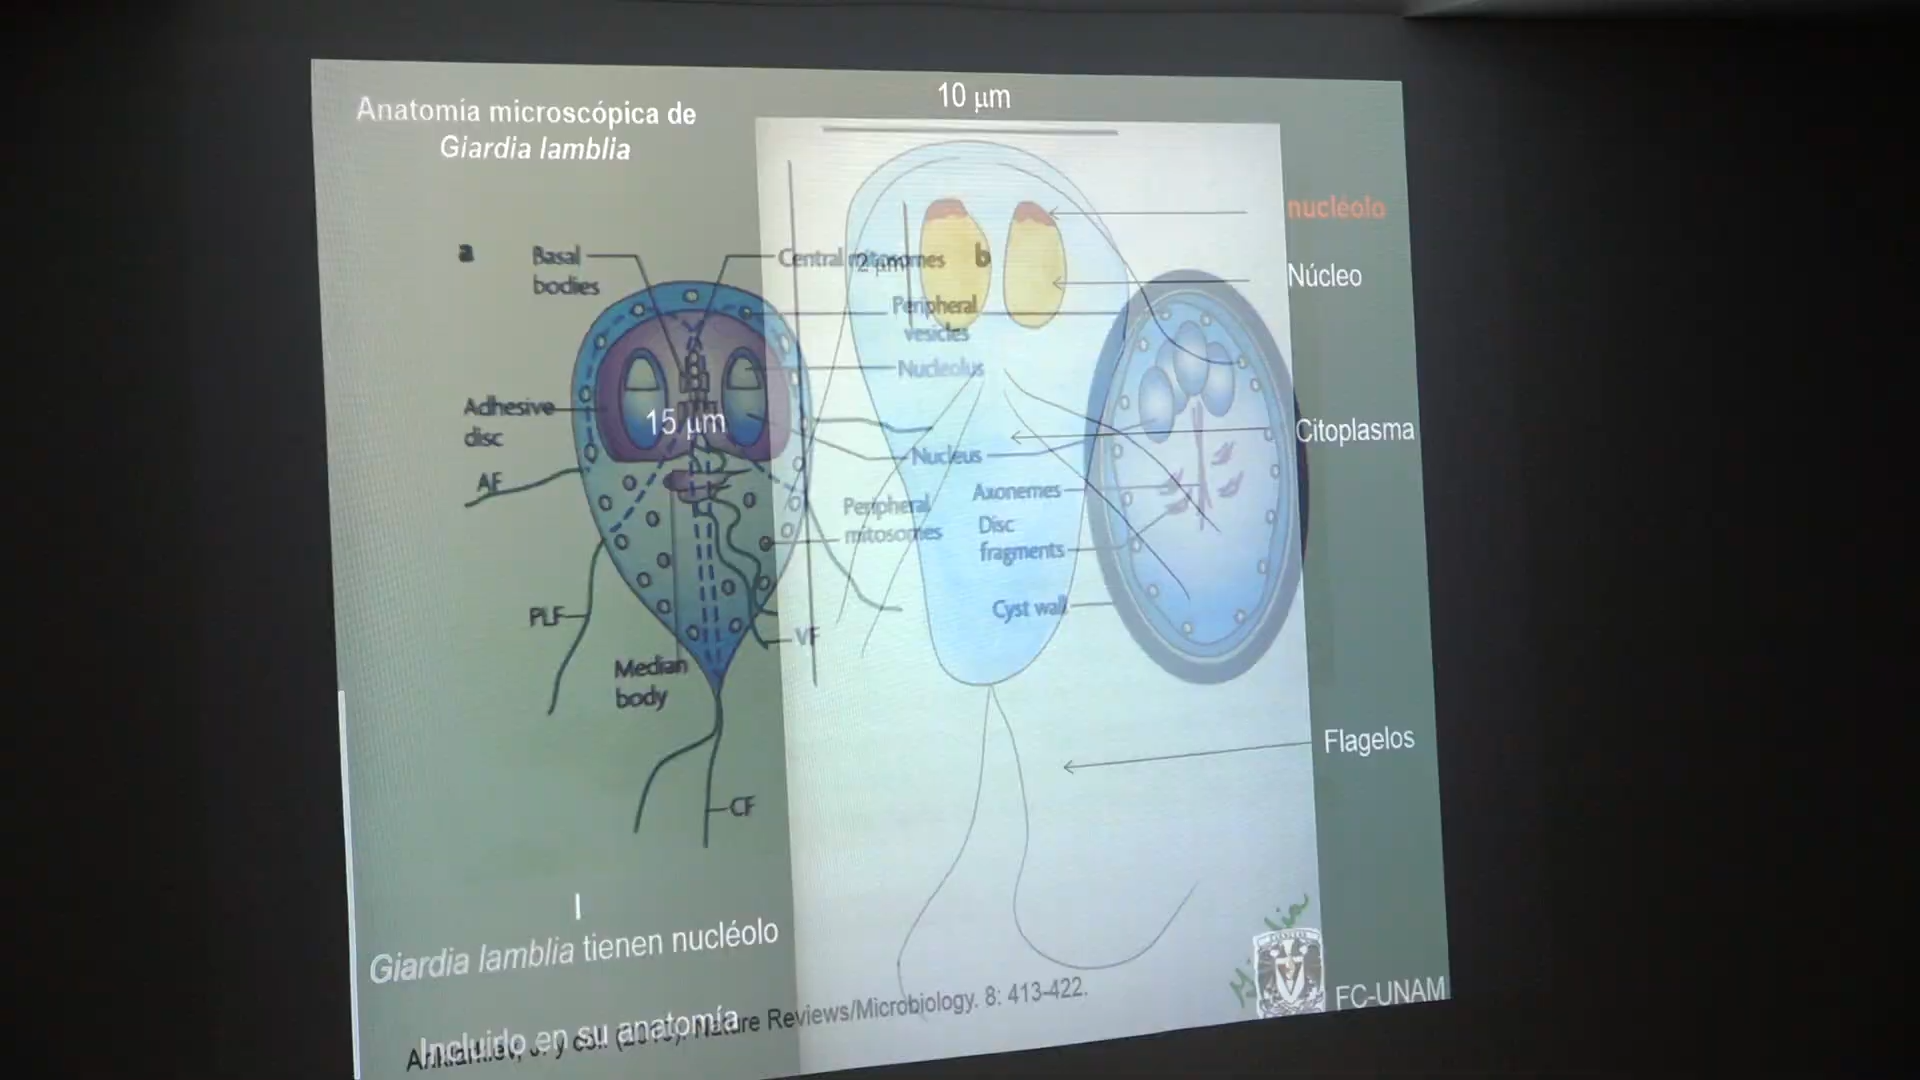 Anatomía microscópica de
Giardia lamblia
10 µm
nucléolo
Núcleo
Citoplasma
Flagelos
2 µm
15 µm
a
Basal
bodies
Central mitosomes
b
Peripheral
vesicles
Nucleolus
Adhesive
disc
AF
Nucleus
Axonemes
Peripheral
mitosomes
Disc
fragments
Cyst wall
PLF
VF
Median
body
CF
Giardia lamblia tienen nucléolo
Incluirlo en su anatomía
y col. Nature Reviews/Microbiology. 8: 413-422.
FC-UNAM